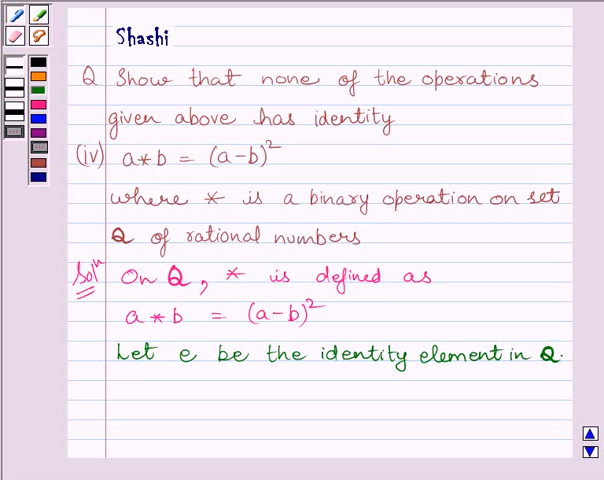 Shashi
Q Show that none of the operations
given above has identity
(iv) a * b = (a-b)²
where * is a binary operation on set
Q of rational numbers
Solⁿ On Q, * is defined as
a * b = (a-b)²
Let e be the identity element in Q.